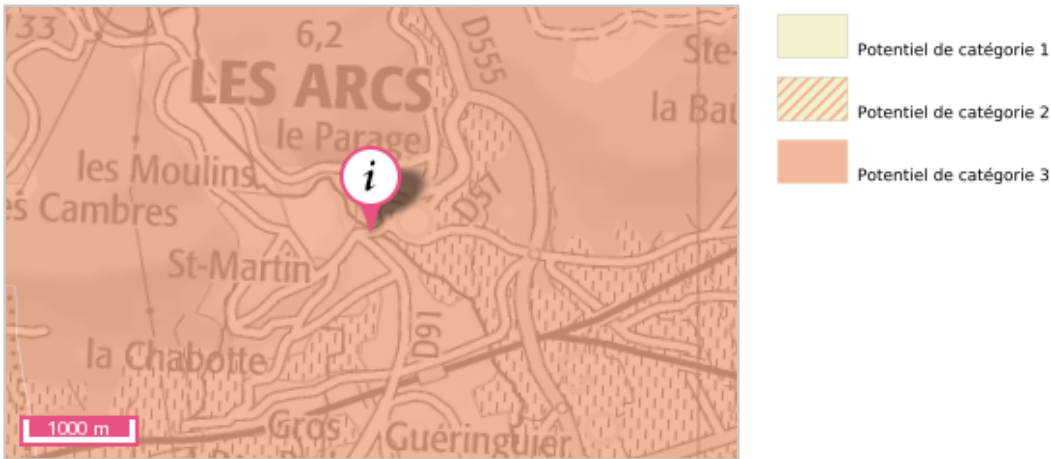 33
6,2
D555
Ste-
LES ARCS
la Bau
le Parage
les Moulins
es Cambres
D57
St-Martin
D91
la Chabotte
1000 m
Gros
Guéringuier
i
Potentiel de catégorie 1
Potentiel de catégorie 2
Potentiel de catégorie 3